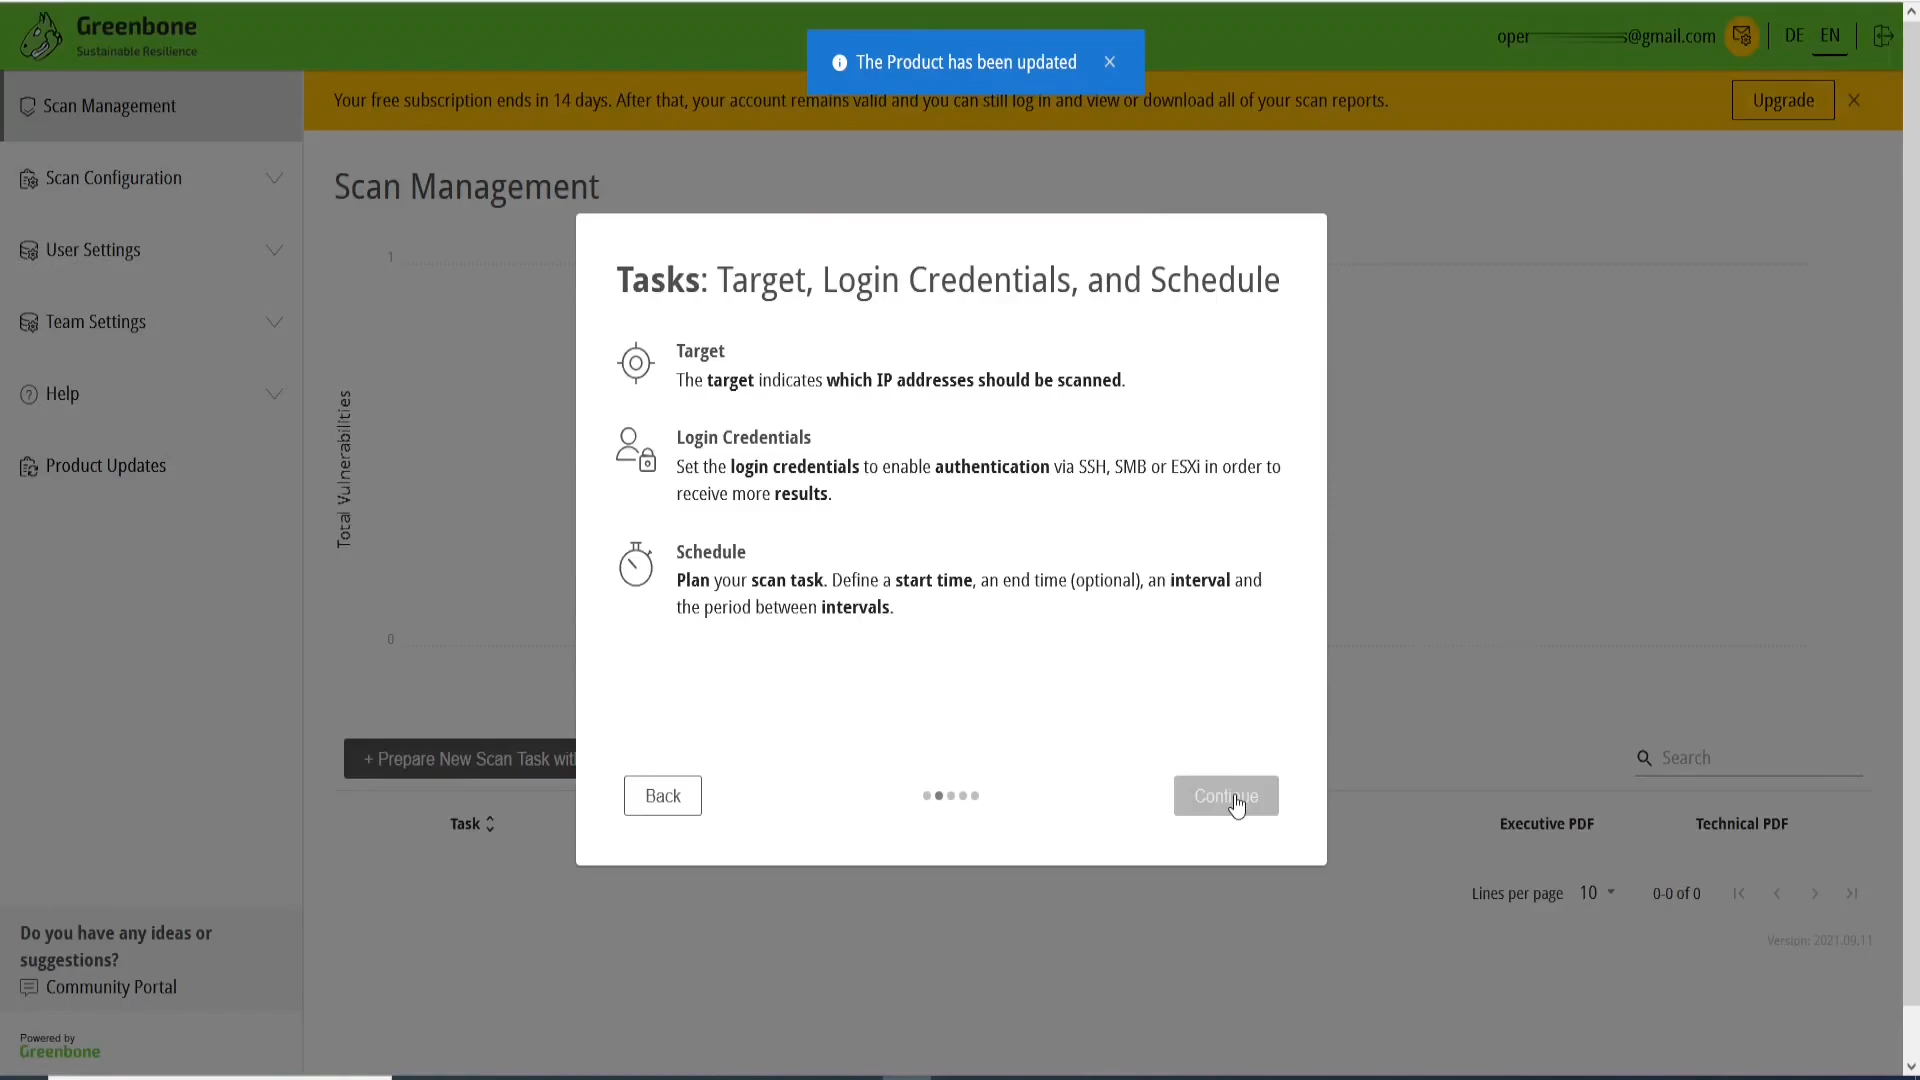 Greenbone
Sustainable Resilience
The Product has been updated
oper s@gmail.com
DE EN
Scan Management
Your free subscription ends in 14 days. After that, your account remains valid and you can still log in and view or download all of your scan reports.
Upgrade
Scan Configuration
User Settings
Team Settings
Help
Product Updates
Scan Management
1
Total Vulnerabilities
0
Tasks: Target, Login Credentials, and Schedule
Target
The target indicates which IP addresses should be scanned.
Login Credentials
Set the login credentials to enable authentication via SSH, SMB or ESXi in order to
receive more results.
Schedule
Plan your scan task. Define a start time, an end time (optional), an interval and
the period between intervals.
Back
Continue
+ Prepare New Scan Task with
Search
Task
Executive PDF
Technical PDF
Lines per page 10 0-0 of 0
Version: 2021.09.11
Do you have any ideas or
suggestions?
Community Portal
Powered by
Greenbone